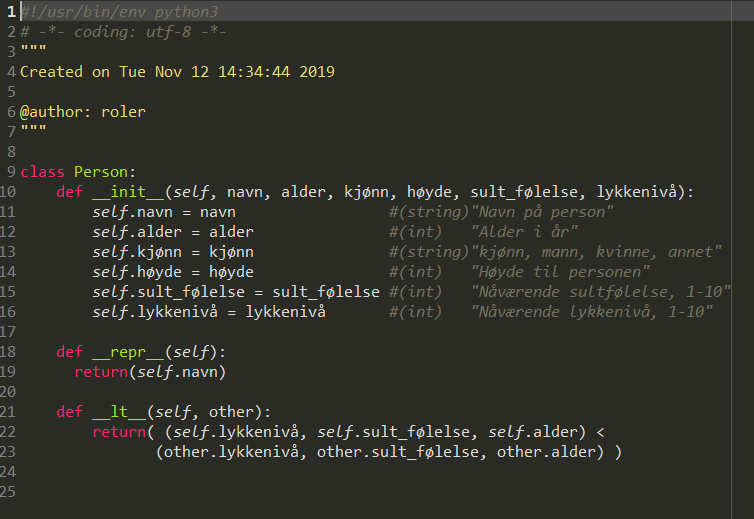 1 #!/usr/bin/env python3
2 # -*- coding: utf-8 -*-
3 """
4 Created on Tue Nov 12 14:34:44 2019
5
6 @author: roler
7 """
8
9 class Person:
10     def __init__(self, navn, alder, kjønn, høyde, sult_følelse, lykkenivå):
11         self.navn = navn                 #(string)"Navn på person"
12         self.alder = alder               #(int)   "Alder i år"
13         self.kjønn = kjønn               #(string)"kjønn, mann, kvinne, annet"
14         self.høyde = høyde               #(int)   "Høyde til personen"
15         self.sult_følelse = sult_følelse #(int)   "Nåværende sultfølelse, 1-10"
16         self.lykkenivå = lykkenivå       #(int)   "Nåværende lykkenivå, 1-10"
17
18     def __repr__(self):
19       return(self.navn)
20
21     def __lt__(self, other):
22         return( (self.lykkenivå, self.sult_følelse, self.alder) <
23                (other.lykkenivå, other.sult_følelse, other.alder) )
24
25